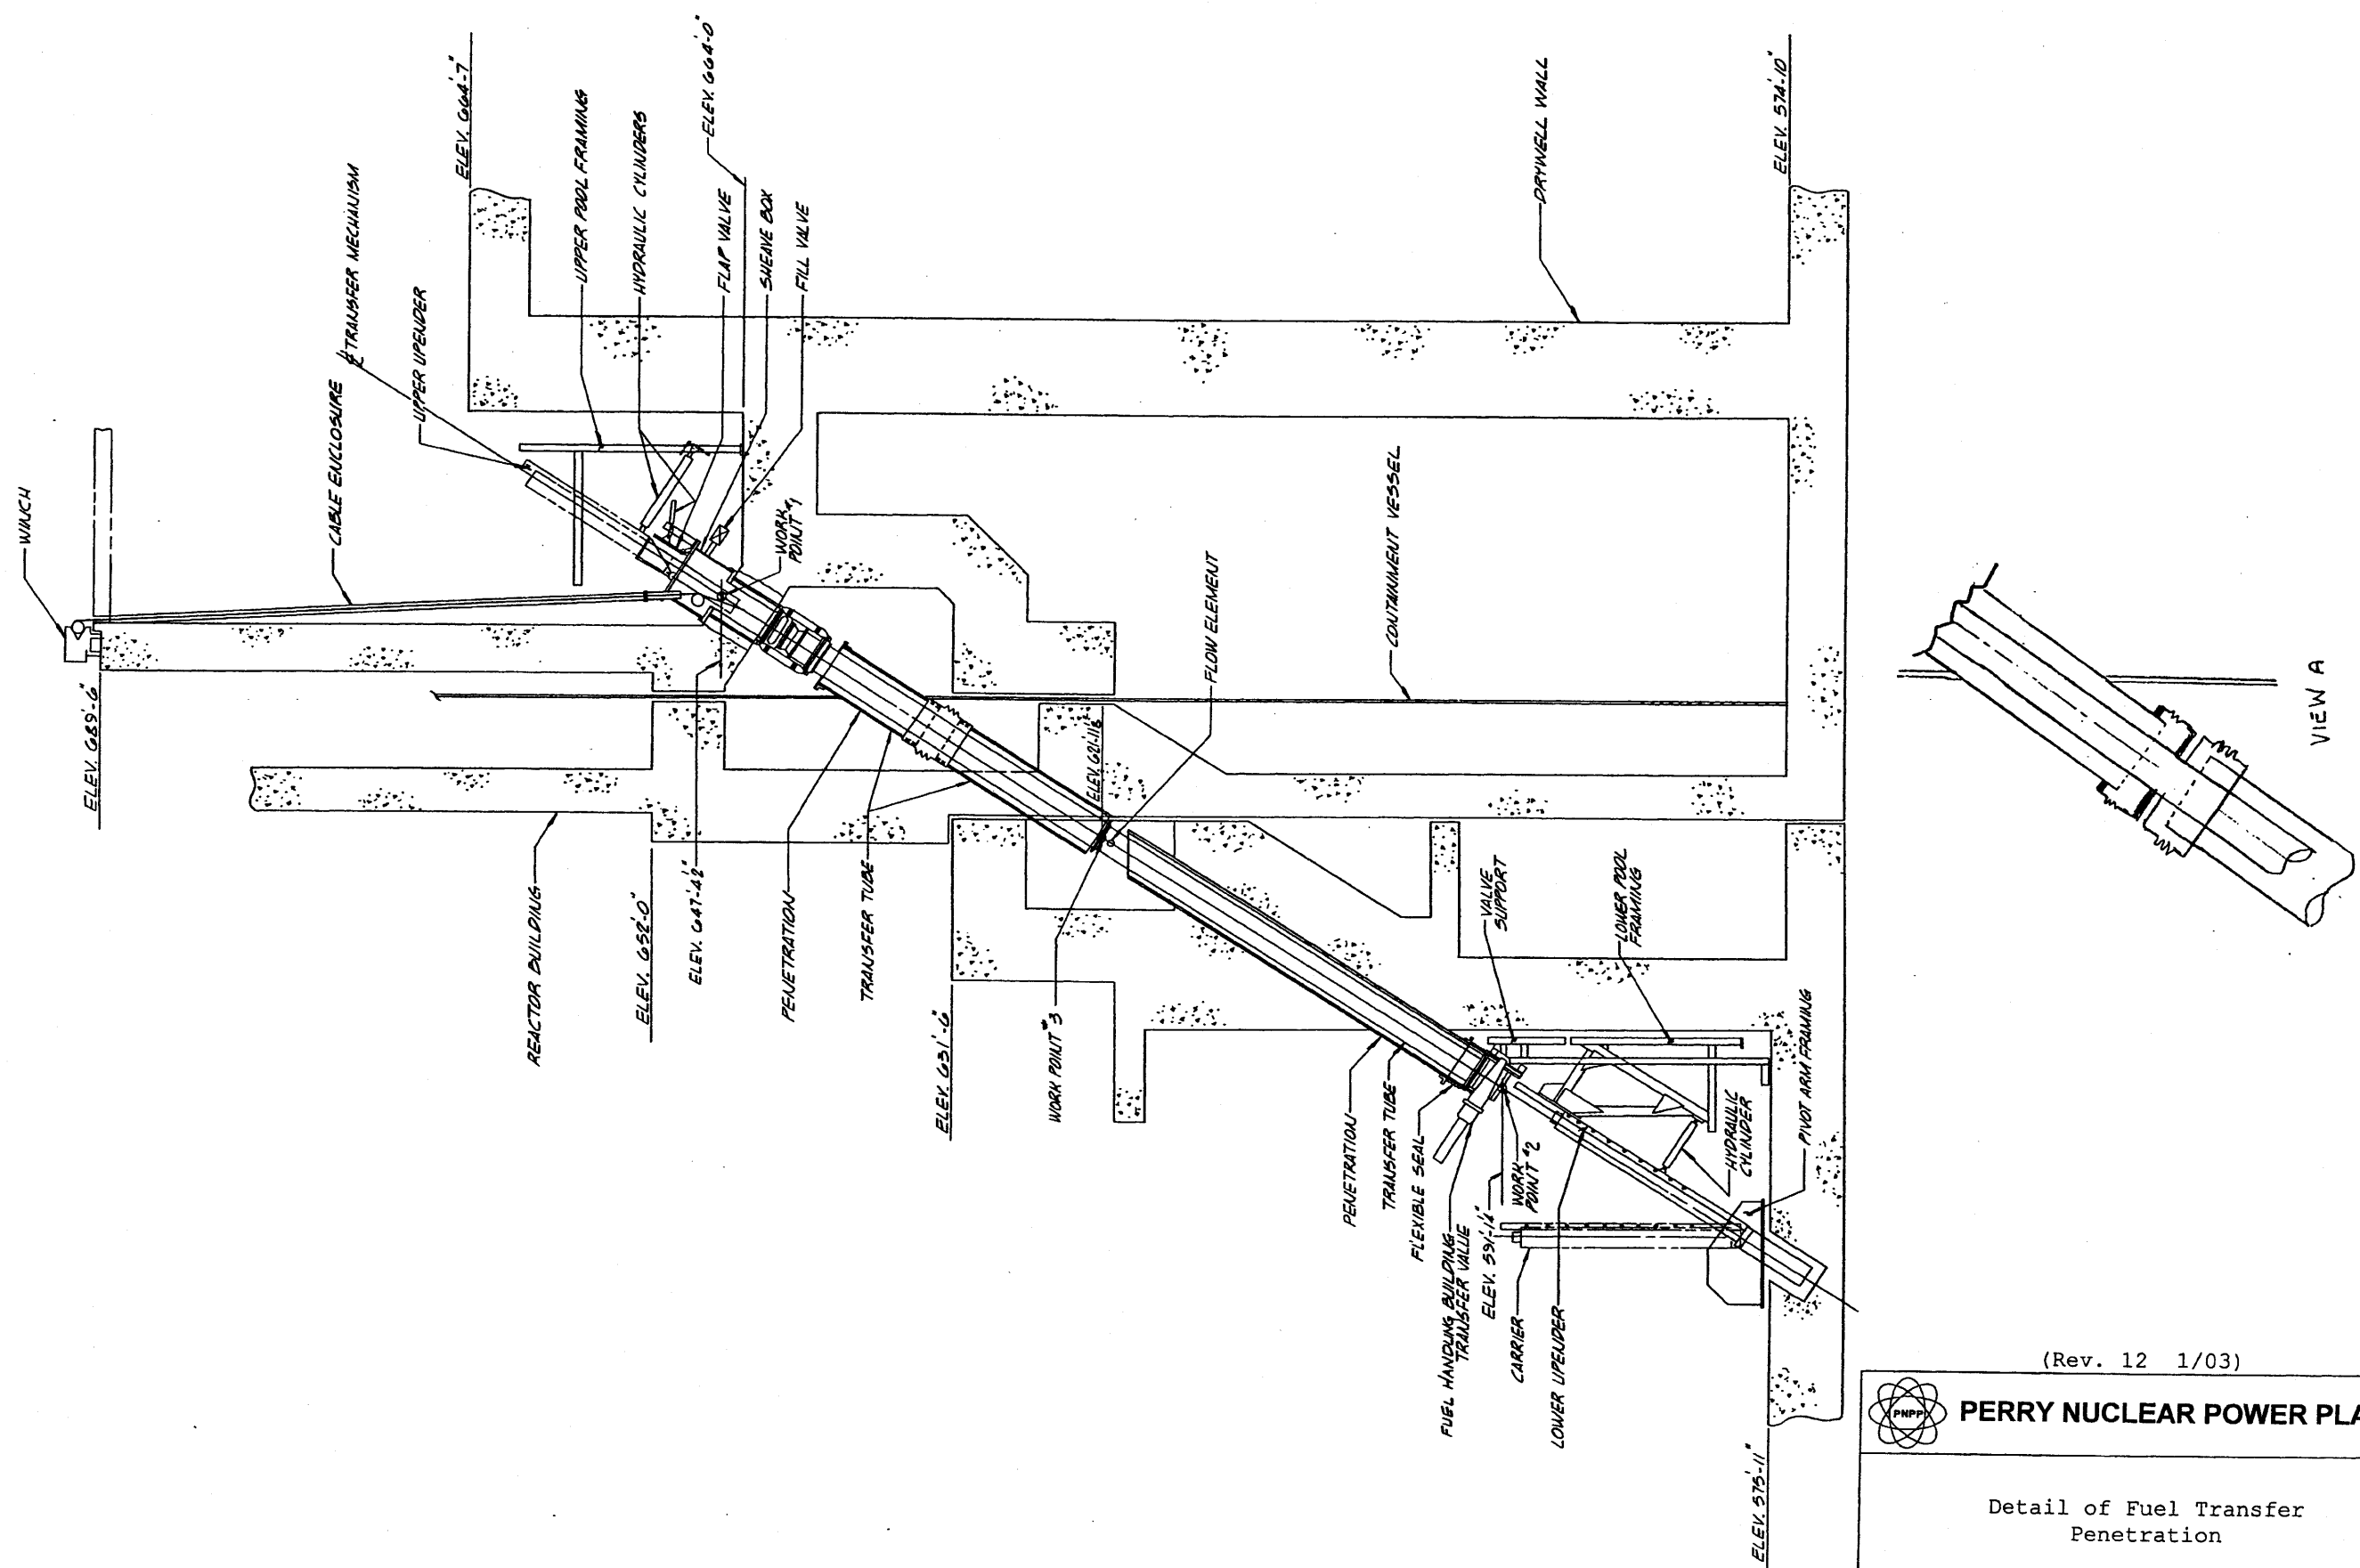 WINCH
ELEV. 689'-6"
CABLE ENCLOSURE
℄ TRANSFER MECHANISM
UPPER UPENDER
ELEV. 664'-7"
UPPER POOL FRAMING
HYDRAULIC CYLINDERS
FLAP VALVE
ELEV. 664'-0"
SHEAVE BOX
FILL VALVE
WORK
POINT #1
DRYWELL WALL
ELEV. 574'-10"
CONTAINMENT VESSEL
FLOW ELEMENT
REACTOR BUILDING
ELEV. 652'-0"
ELEV. 647'-4½"
PENETRATION
TRANSFER TUBE
ELEV. 631'-6"
ELEV. 621'-11
WORK POINT #3
VALVE
SUPPORT
LOWER POOL
FRAMING
PENETRATION
TRANSFER TUBE
FLEXIBLE SEAL
FUEL HANDLING BUILDING
TRANSFER VALUE
ELEV. 591'-1¼"
WORK
POINT #2
CARRIER
LOWER UPENDER
HYDRAULIC
CYLINDER
PIVOT ARM FRAMING
ELEV. 575'-11"
VIEW A
(Rev. 12 1/03)
PNPP
PERRY NUCLEAR POWER PLA
Detail of Fuel Transfer
Penetration